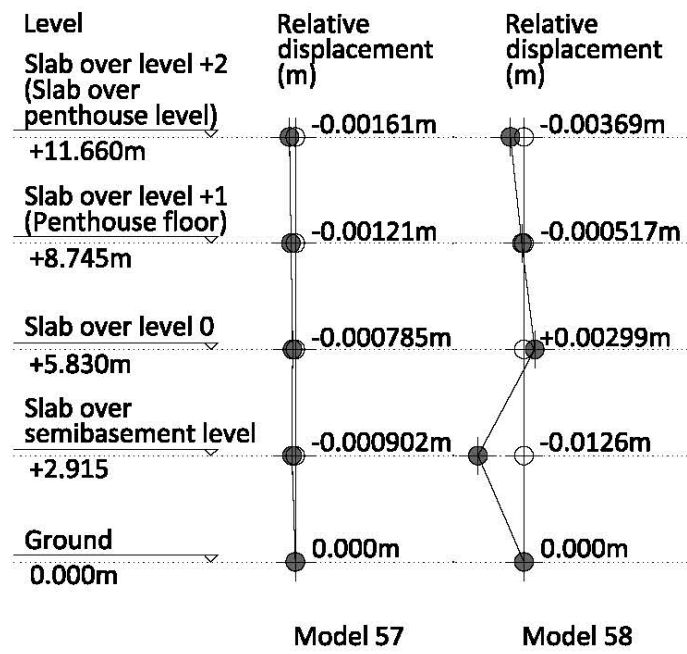 Level
Relative
displacement
(m)
Relative
displacement
(m)
Slab over level +2
(Slab over
penthouse level)
+11.660m
-0.00161m
-0.00369m
Slab over level +1
(Penthouse floor)
+8.745m
-0.00121m
-0.000517m
Slab over level 0
+5.830m
-0.000785m
+0.00299m
Slab over
semibasement level
+2.915
-0.000902m
-0.0126m
Ground
0.000m
0.000m
0.000m
Model 57
Model 58